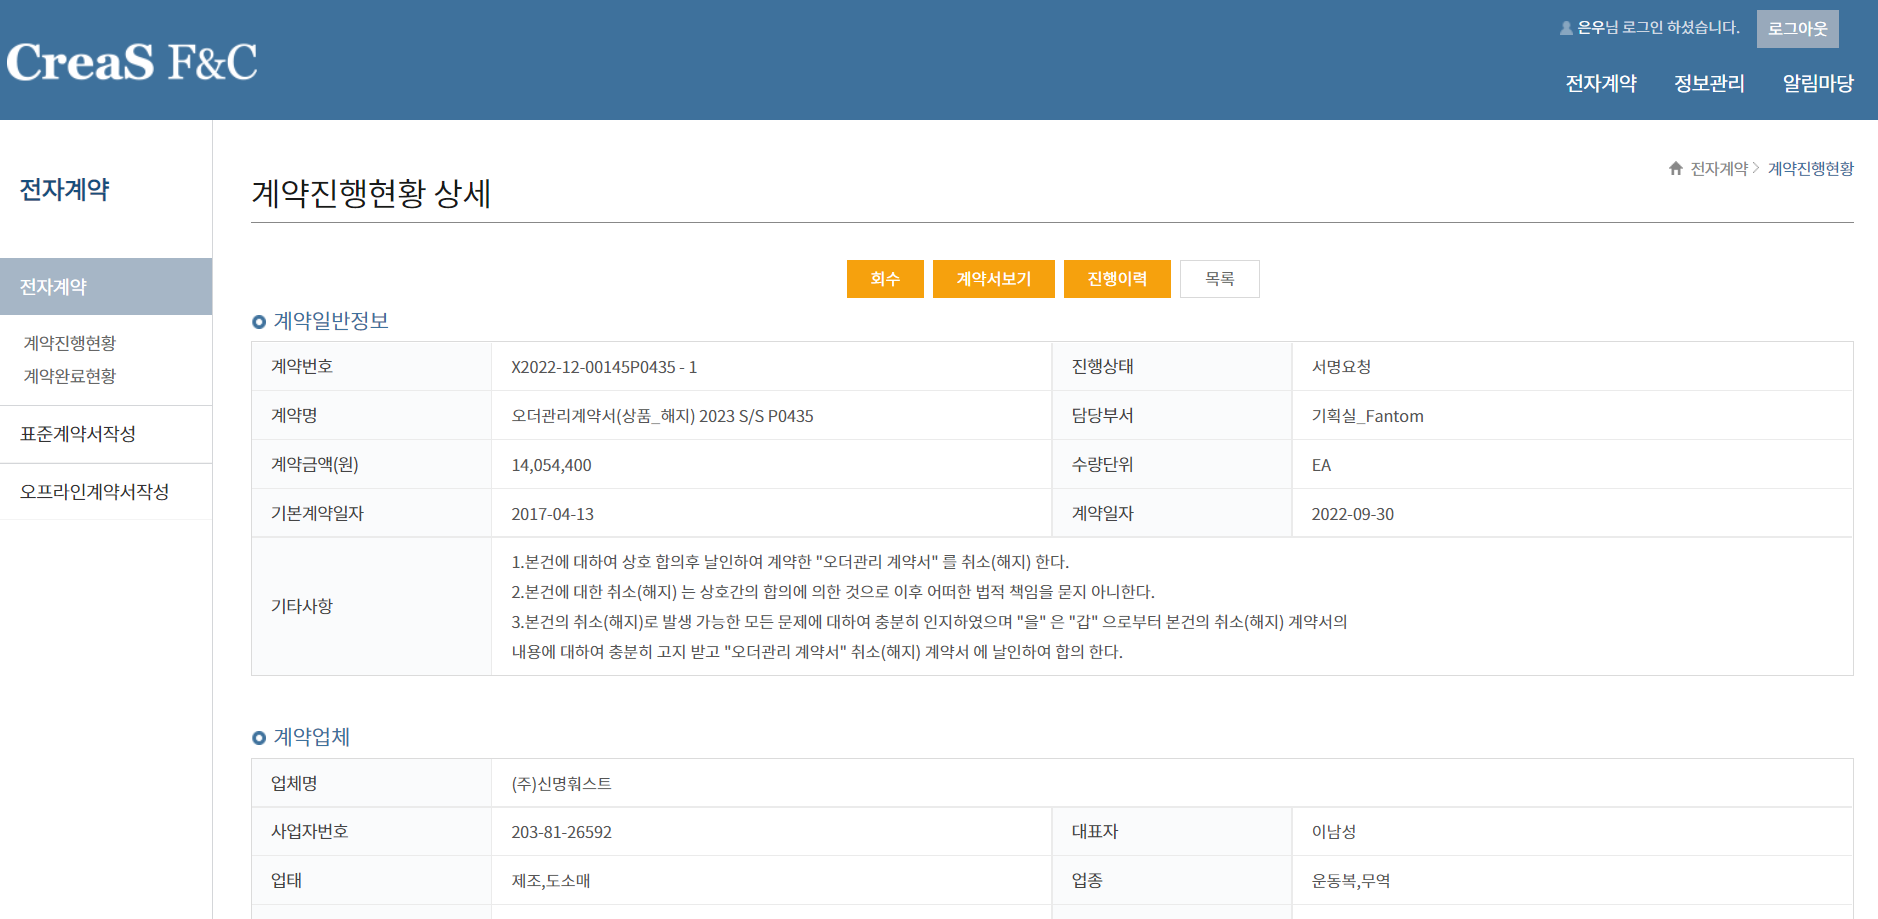 은우님 로그인 하셨습니다.
로그아웃
CreaS F&C
전자계약 정보관리 알림마당
전자계약
전자계약
계약진행현황
계약완료현황
표준계약서작성
오프라인계약서작성
전자계약 > 계약진행현황
계약진행현황 상세
회수 계약서보기 진행이력 목록
계약일반정보
계약번호 X2022-12-00145P0435 - 1 진행상태 서명요청
계약명 오더관리계약서(상품_해지) 2023 S/S P0435 담당부서 기획실_Fantom
계약금액(원) 14,054,400 수량단위 EA
기본계약일자 2017-04-13 계약일자 2022-09-30
기타사항
1.본건에 대하여 상호 합의후 날인하여 계약한 "오더관리 계약서" 를 취소(해지) 한다.
2.본건에 대한 취소(해지) 는 상호간의 합의에 의한 것으로 이후 어떠한 법적 책임을 묻지 아니한다.
3.본건의 취소(해지)로 발생 가능한 모든 문제에 대하여 충분히 인지하였으며 "을" 은 "갑" 으로부터 본건의 취소(해지) 계약서의
내용에 대하여 충분히 고지 받고 "오더관리 계약서" 취소(해지) 계약서 에 날인하여 합의 한다.
계약업체
업체명 (주)신명훠스트
사업자번호 203-81-26592 대표자 이남성
업태 제조,도소매 업종 운동복,무역